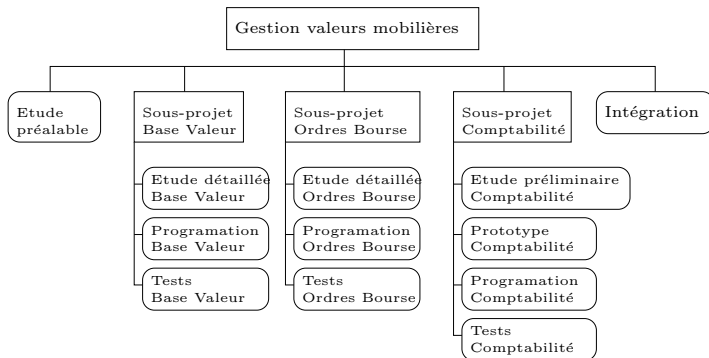 Gestion valeurs mobilières
Etude
préalable
Sous-projet
Base Valeur
Sous-projet
Ordres Bourse
Sous-projet
Comptabilité
Intégration
Etude détaillée
Base Valeur
Etude détaillée
Ordres Bourse
Etude préliminaire
Comptabilité
Programation
Base Valeur
Programation
Ordres Bourse
Prototype
Comptabilité
Tests
Base Valeur
Tests
Ordres Bourse
Programation
Comptabilité
Tests
Comptabilité